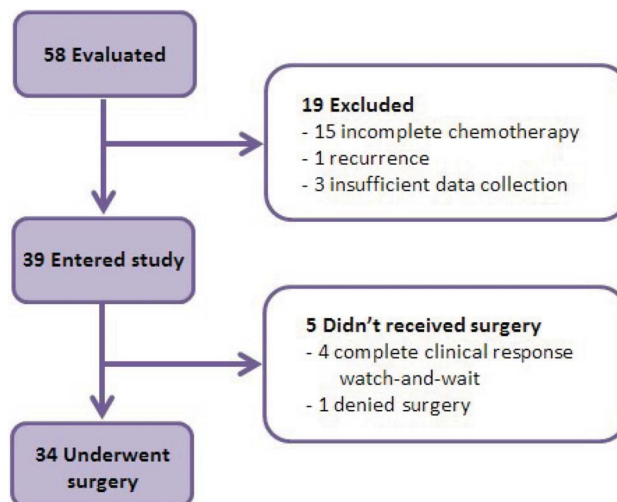 58 Evaluated
19 Excluded
- 15 incomplete chemotherapy
- 1 recurrence
- 3 insufficient data collection
39 Entered study
5 Didn't received surgery
- 4 complete clinical response
watch-and-wait
- 1 denied surgery
34 Underwent
surgery